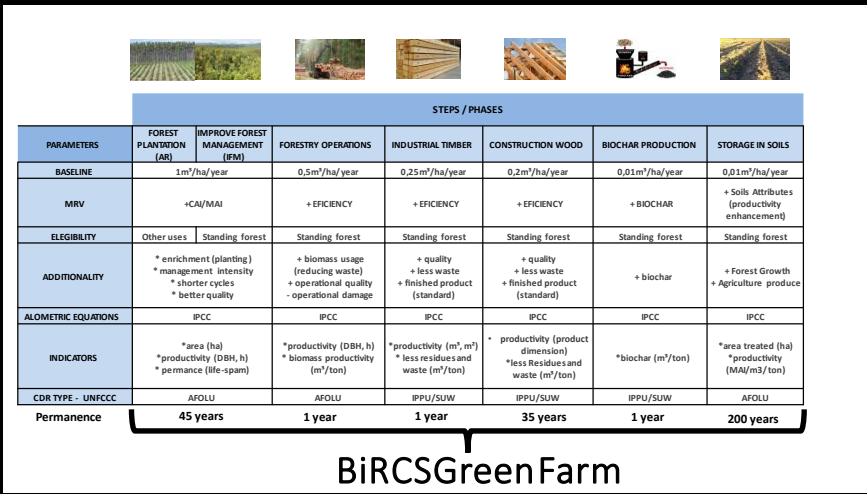 STEPS / PHASES
PARAMETERS
FOREST PLANTATION (AR)
IMPROVE FOREST MANAGEMENT (IFM)
FORESTRY OPERATIONS
INDUSTRIAL TIMBER
CONSTRUCTION WOOD
BIOCHAR PRODUCTION
STORAGE IN SOILS
BASELINE
1m³/ha/year
0,5m³/ha/year
0,25m³/ha/year
0,2m³/ha/year
0,01m³/ha/year
0,01m³/ha/year
MRV
+CAI/MAI
+ EFICIENCY
+ EFICIENCY
+ EFICIENCY
+ BIOCHAR
+ Soils Attributes
(productivity
enhancement)
ELEGIBILITY
Other uses
Standing forest
Standing forest
Standing forest
Standing forest
Standing forest
Standing forest
ADDITIONALITY
* enrichment (planting)
* management intensity
* shorter cycles
* better quality
+ biomass usage
(reducing waste)
+ operational quality
- operational damage
+ quality
+ less waste
+ finished product
(standard)
+ quality
+ less waste
+ finished product
(standard)
+ biochar
+ Forest Growth
+ Agriculture produce
ALOMETRIC EQUATIONS
IPCC
IPCC
IPCC
IPCC
IPCC
IPCC
INDICATORS
*area (ha)
*productivity (DBH, h)
* permance (life-spam)
*productivity (DBH, h)
* biomass productivity
(m³/ton)
*productivity (m³, m²)
* less residues and
waste (m³/ton)
* productivity (product
dimension)
*less Residues and
waste (m³/ton)
*biochar (m³/ton)
*area treated (ha)
*productivity
(MAI/m3/ton)
CDR TYPE - UNFCCC
AFOLU
AFOLU
IPPU/SUW
IPPU/SUW
IPPU/SUW
AFOLU
Permanence
45 years
1 year
1 year
35 years
1 year
200 years
BiRCSGreenFarm